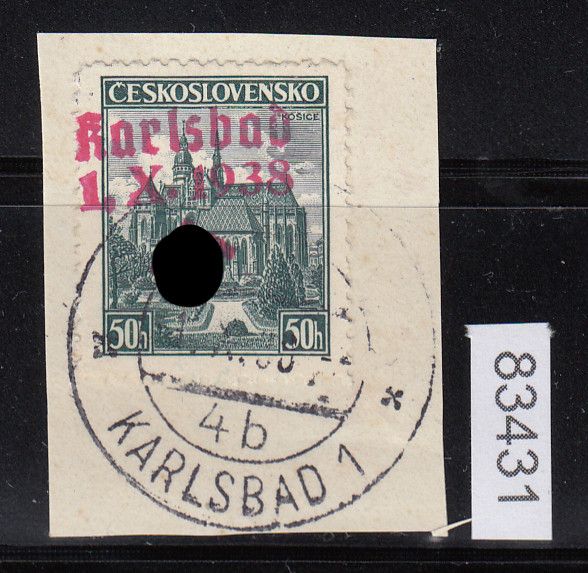 ČESKOSLOVENSKO
KOŠICE
Karlsbad
1. X. 1938
50h 50h
4b
KARLSBAD 1
83431